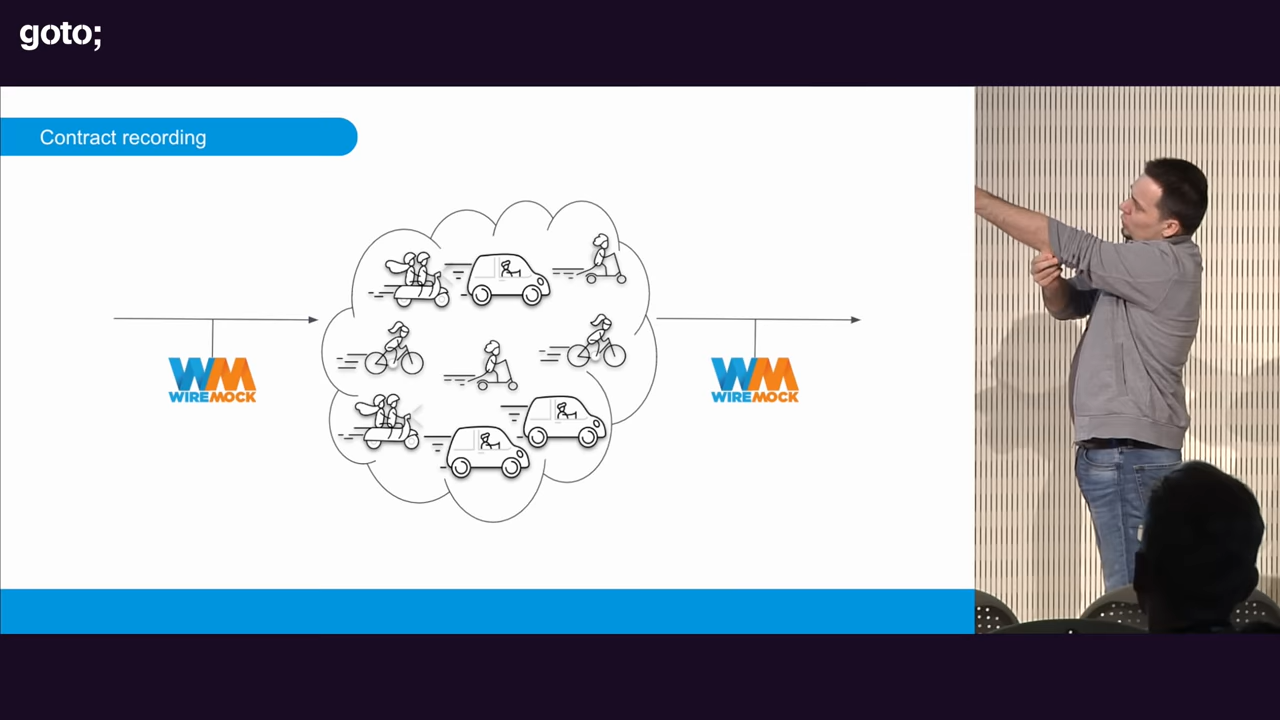 goto;
Contract recording
WM
WIREMOCK
WM
WIREMOCK